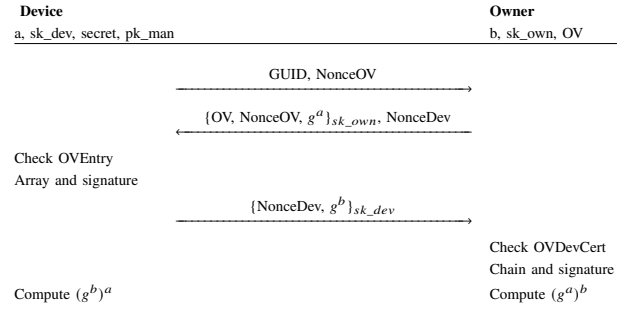 Device Owner
a, sk_dev, secret, pk_man b, sk_own, OV
GUID, NonceOV
{OV, NonceOV, g^a}_sk_own, NonceDev
Check OVEntry
Array and signature
{NonceDev, g^b}_sk_dev
Check OVDevCert
Chain and signature
Compute (g^b)^a Compute (g^a)^b